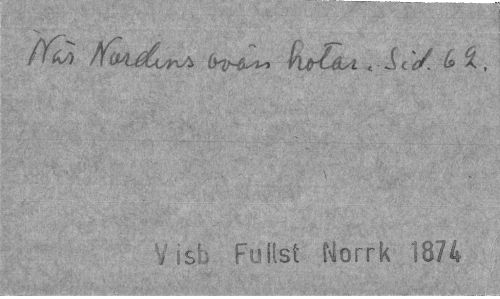 När Nordens ovän hotar. Sid. 62.
Visb Fullst Norrk 1874